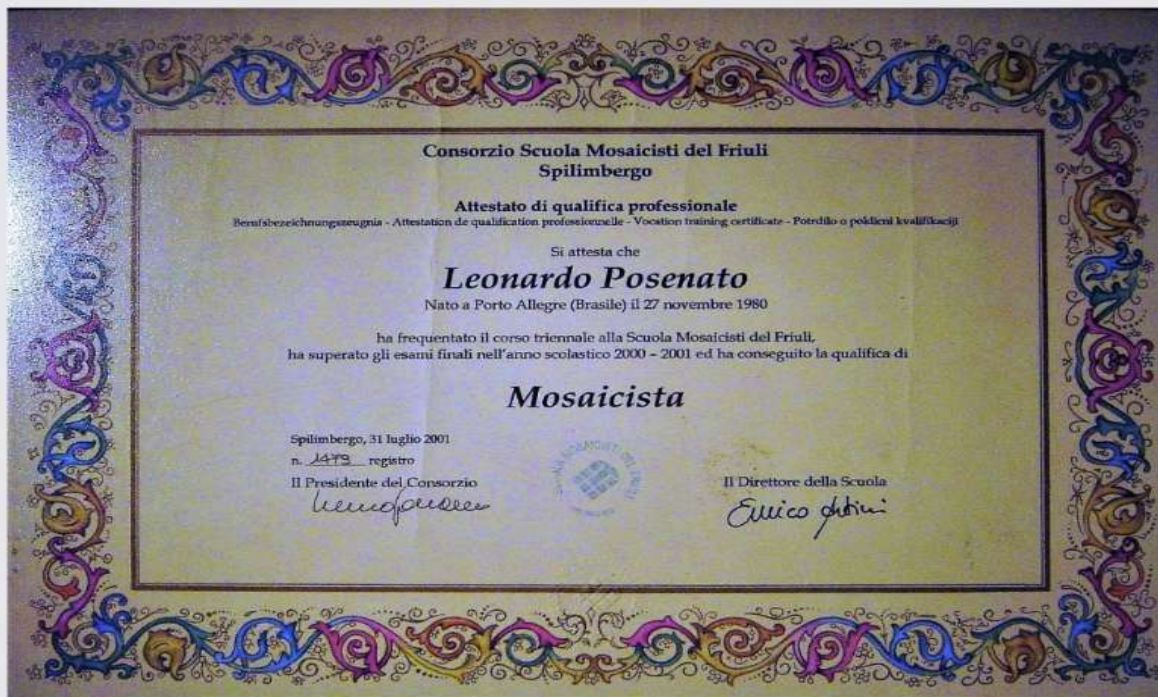 Consorzio Scuola Mosaicisti del Friuli
Spilimbergo
Attestato di qualifica professionale
Berufsbezeichnungszeugnis - Attestation de qualification professionnelle - Vocation training certificate - Potrdilo o poklicni kvalifikaciji
Si attesta che
Leonardo Posenato
Nato a Porto Allegre (Brasile) il 27 novembre 1980
ha frequentato il corso triennale alla Scuola Mosaicisti del Friuli,
ha superato gli esami finali nell'anno scolastico 2000 – 2001 ed ha conseguito la qualifica di
Mosaicista
Spilimbergo, 31 luglio 2001
n. 1479 registro
Il Presidente del Consorzio
Il Direttore della Scuola
Enrico